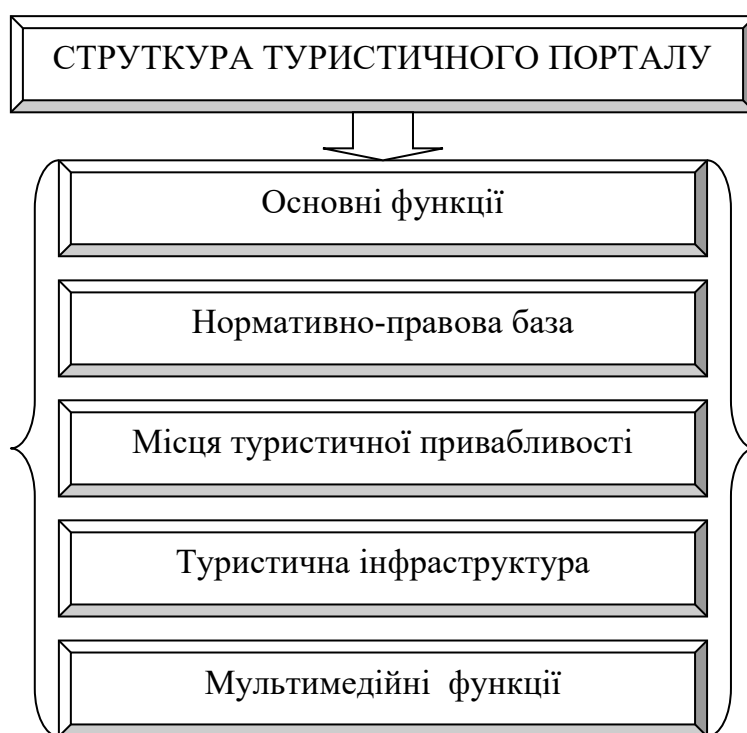 СТРУТКУРА ТУРИСТИЧНОГО ПОРТАЛУ
Основні функції
Нормативно-правова база
Місця туристичної привабливості
Туристична інфраструктура
Мультимедійні функції